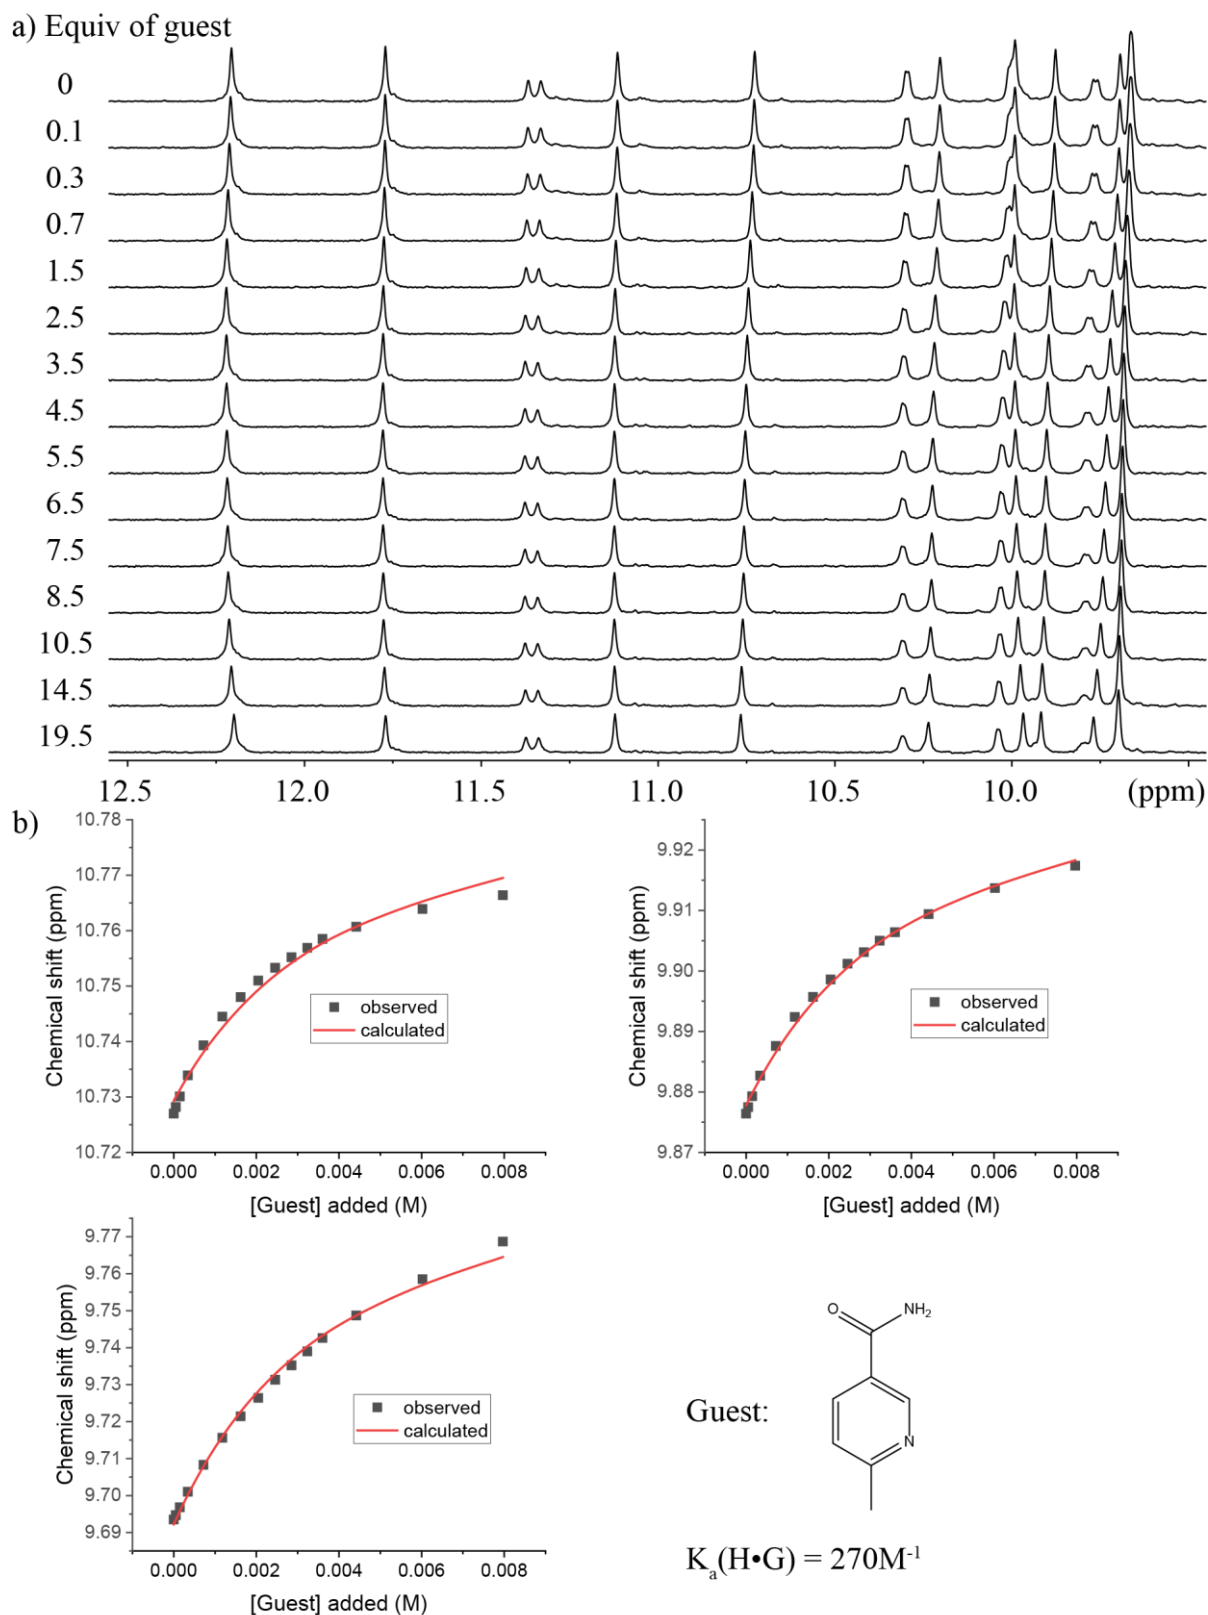 a) Equiv of guest
0
0.1
0.3
0.7
1.5
2.5
3.5
4.5
5.5
6.5
7.5
8.5
10.5
14.5
19.5
12.5 12.0 11.5 11.0 10.5 10.0 (ppm)
b)
10.78
10.77
10.76
10.75
10.74
10.73
10.72
Chemical shift (ppm)
observed
calculated
0.000 0.002 0.004 0.006 0.008
[Guest] added (M)
9.92
9.91
9.90
9.89
9.88
9.87
Chemical shift (ppm)
observed
calculated
0.000 0.002 0.004 0.006 0.008
[Guest] added (M)
9.77
9.76
9.75
9.74
9.73
9.72
9.71
9.70
9.69
Chemical shift (ppm)
observed
calculated
0.000 0.002 0.004 0.006 0.008
[Guest] added (M)
O NH₂
Guest:
N
Kₐ(H•G) = 270M⁻¹